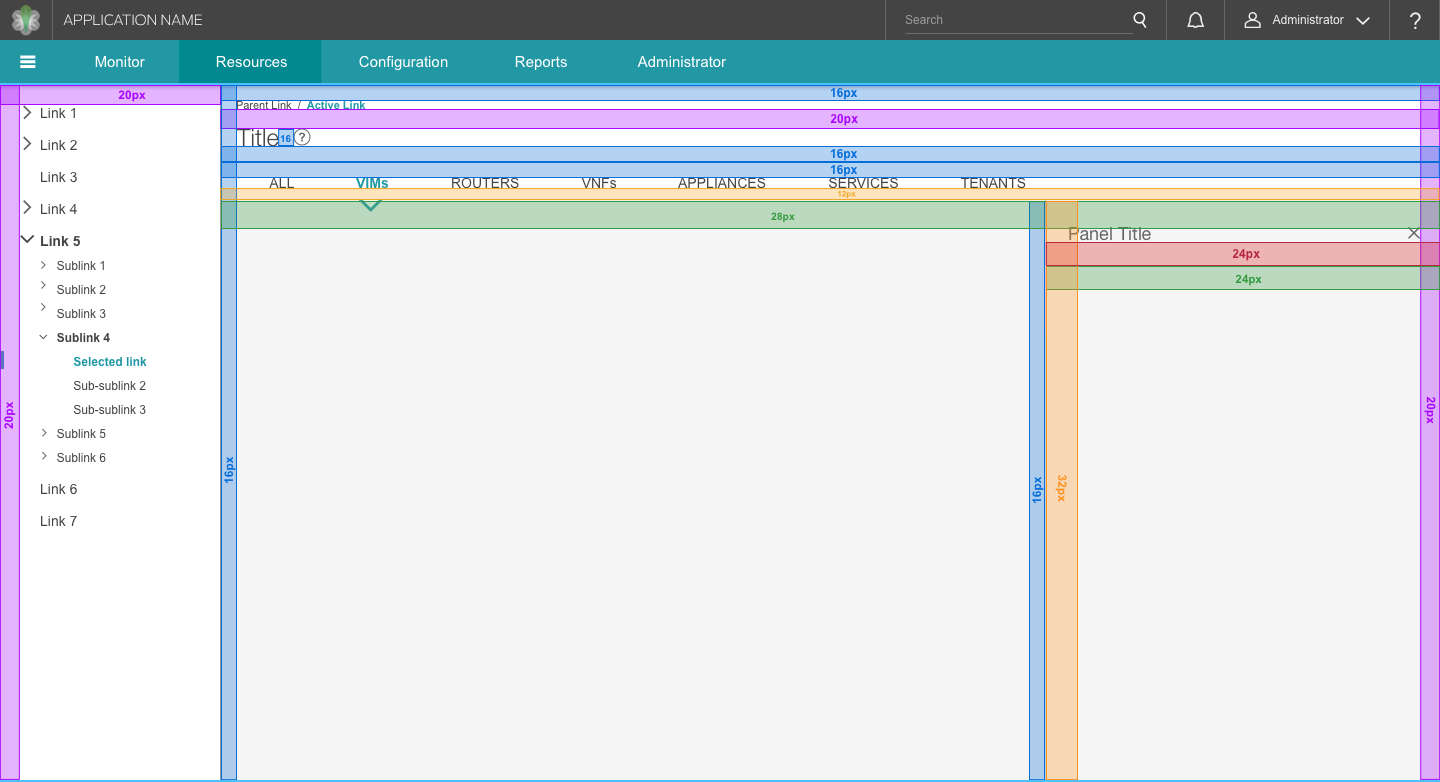 APPLICATION NAME Search Administrator ?
Monitor Resources Configuration Reports Administrator
20px
Link 1
Link 2
Link 3
Link 4
Link 5
Sublink 1
Sublink 2
Sublink 3
Sublink 4
Selected link
Sub-sublink 2
Sub-sublink 3
Sublink 5
Sublink 6
Link 6
Link 7
20px
16px
Parent Link / Active Link
20px
Title 16 ?
16px
16px
ALL VIMs ROUTERS VNFs APPLIANCES SERVICES TENANTS
12px
28px
Panel Title
24px
24px
16px
16px
32px
20px